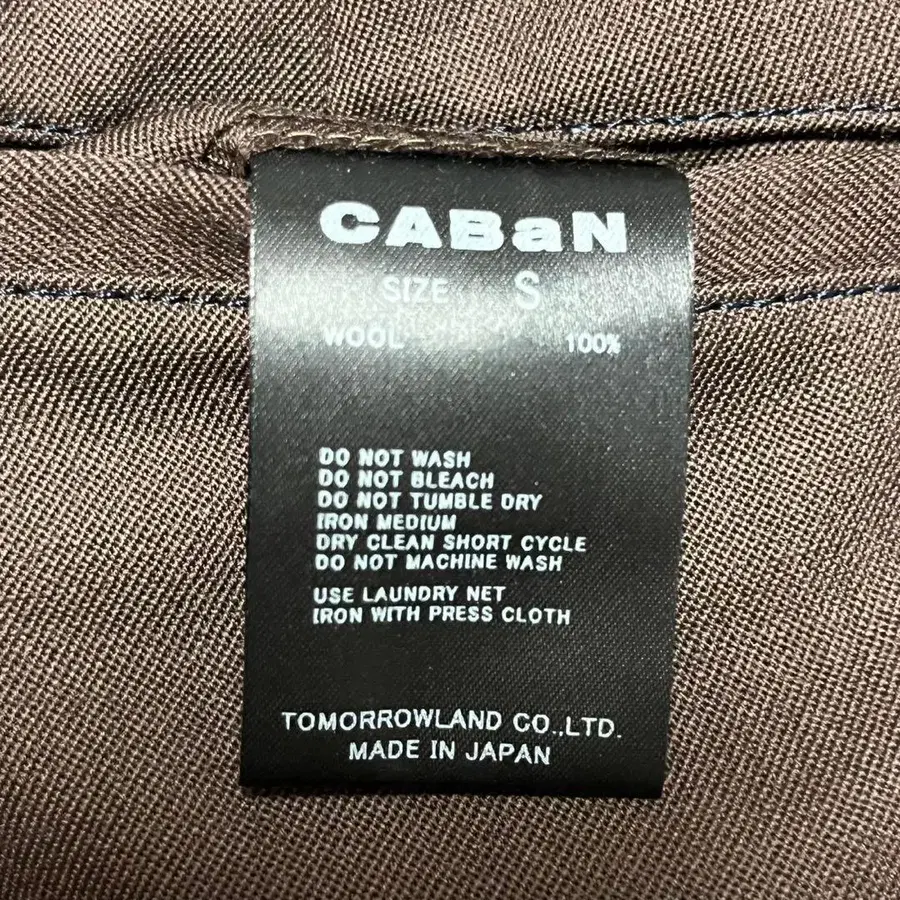 CABaN
SIZE S
WOOL 100%
DO NOT WASH
DO NOT BLEACH
DO NOT TUMBLE DRY
IRON MEDIUM
DRY CLEAN SHORT CYCLE
DO NOT MACHINE WASH
USE LAUNDRY NET
IRON WITH PRESS CLOTH
TOMORROWLAND CO.,LTD.
MADE IN JAPAN